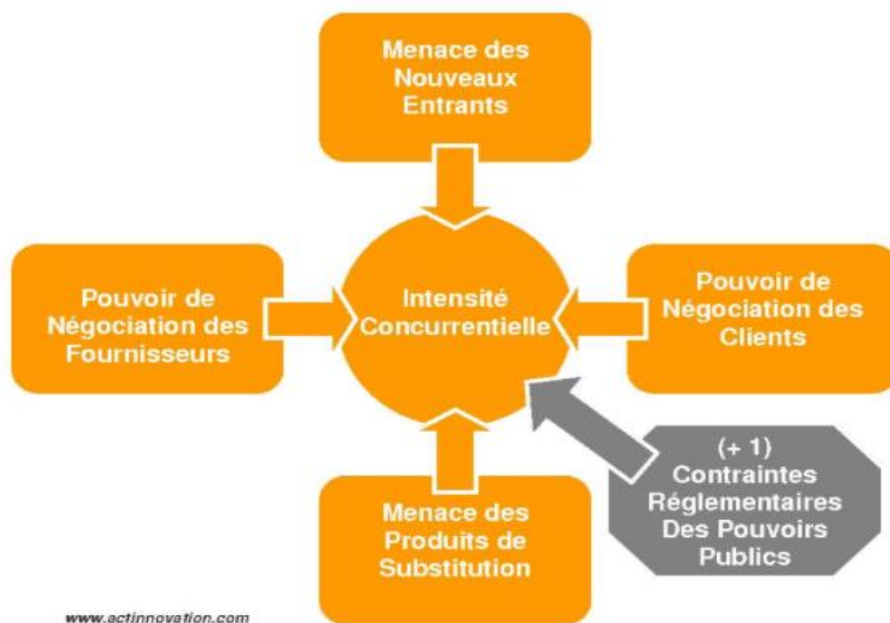 Menace des
Nouveaux
Entrants
Pouvoir de
Négociation des
Fournisseurs
Intensité
Concurrentielle
Pouvoir de
Négociation des
Clients
(+ 1)
Contraintes
Réglementaires
Des Pouvoirs
Publics
Menace des
Produits de
Substitution
www.actinnovation.com